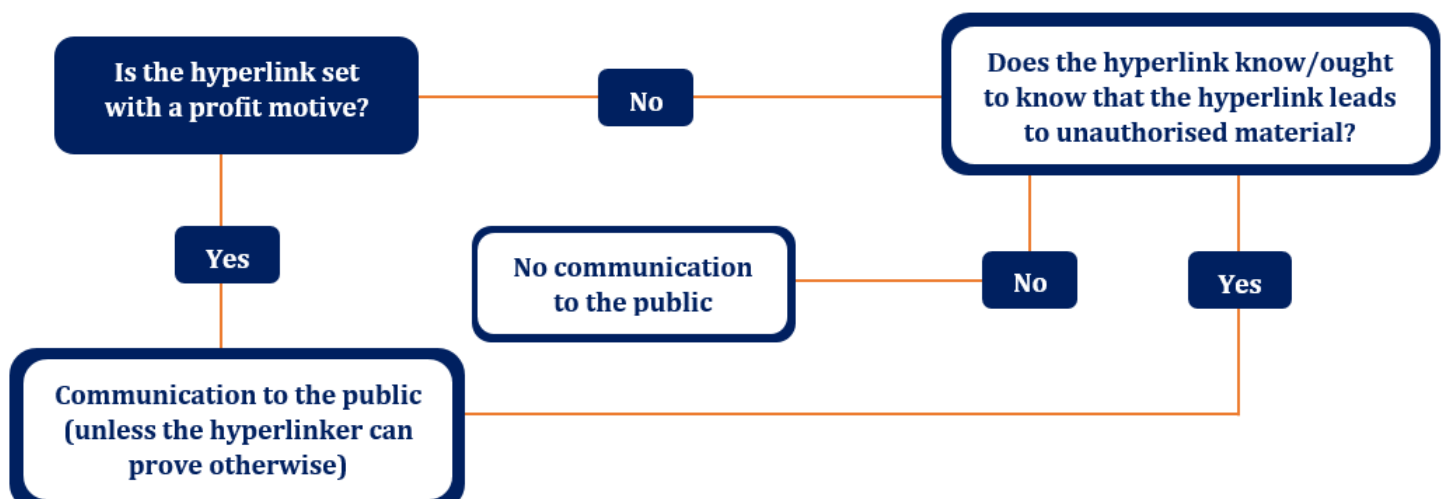 Is the hyperlink set
with a profit motive?
No
Does the hyperlink know/ought
to know that the hyperlink leads
to unauthorised material?
Yes
No communication
to the public
No
Yes
Communication to the public
(unless the hyperlinker can
prove otherwise)